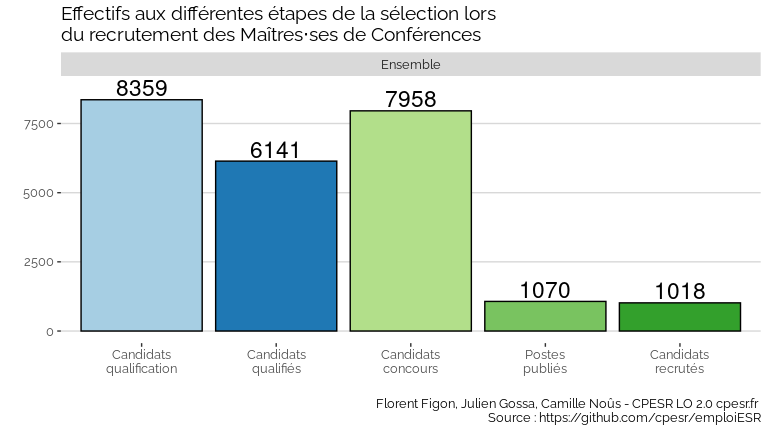 Effectifs aux différentes étapes de la sélection lors
du recrutement des Maîtres·ses de Conférences
Ensemble
8359
6141
7958
1070
1018
7500
5000
2500
0
Candidats
qualification
Candidats
qualifiés
Candidats
concours
Postes
publiés
Candidats
recrutés
Florent Figon, Julien Gossa, Camille Noûs - CPESR LO 2.0 cpesr.fr
Source : https://github.com/cpesr/emploiESR